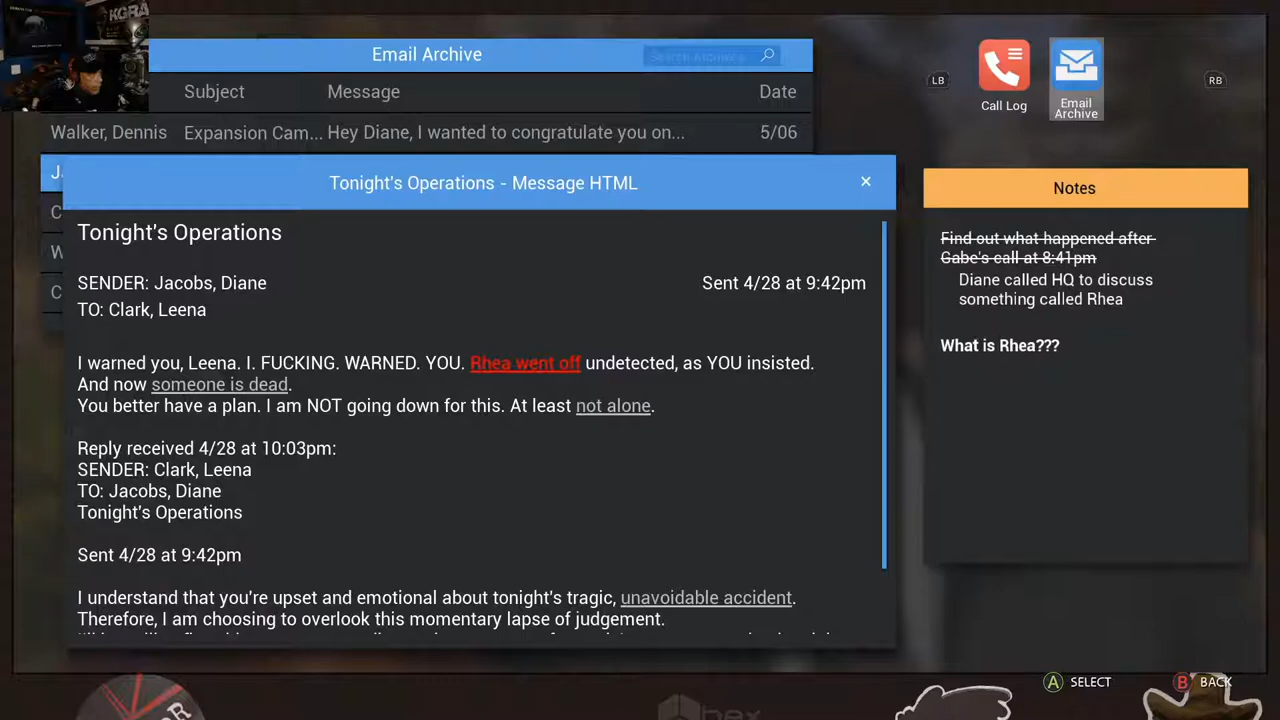 KGRA
Email Archive
Search Archive
Subject Message Date
Walker, Dennis Expansion Cam... Hey Diane, I wanted to congratulate you on... 5/06
LB
Call Log
Email
Archive
RB
Tonight's Operations - Message HTML
Tonight's Operations
SENDER: Jacobs, Diane Sent 4/28 at 9:42pm
TO: Clark, Leena
I warned you, Leena. I. FUCKING. WARNED. YOU. Rhea went off undetected, as YOU insisted.
And now someone is dead.
You better have a plan. I am NOT going down for this. At least not alone.
Reply received 4/28 at 10:03pm:
SENDER: Clark, Leena
TO: Jacobs, Diane
Tonight's Operations
Sent 4/28 at 9:42pm
I understand that you're upset and emotional about tonight's tragic, unavoidable accident.
Therefore, I am choosing to overlook this momentary lapse of judgement.
Notes
Find out what happened after
Gabe's call at 8:41pm
Diane called HQ to discuss
something called Rhea
What is Rhea???
A SELECT B BACK